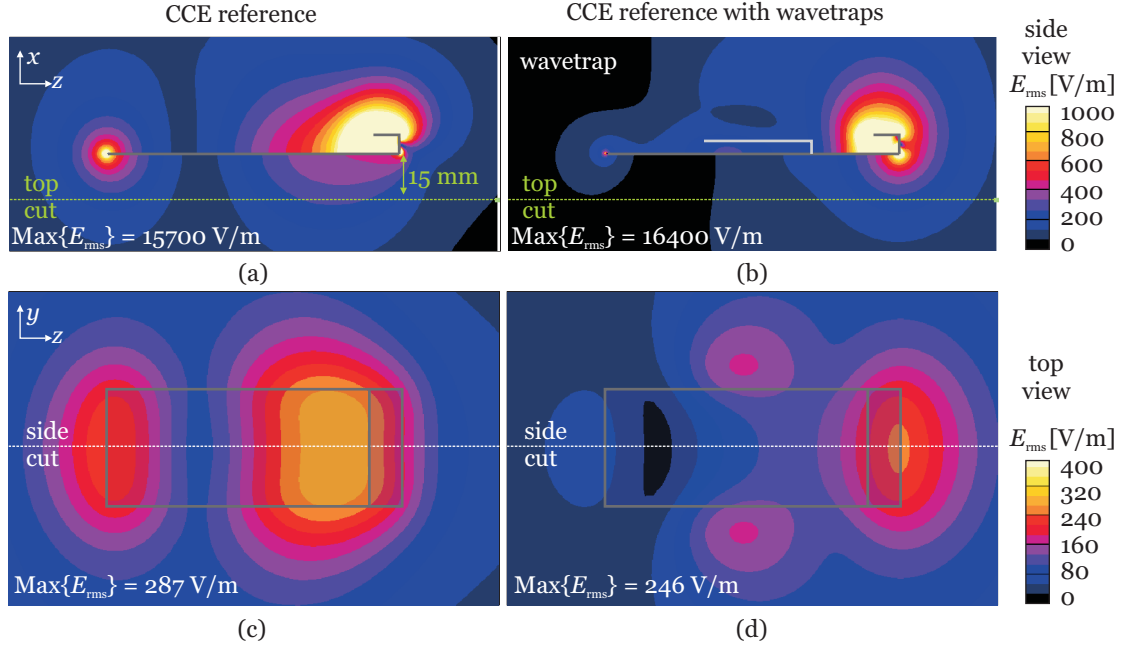 CCE reference
CCE reference with wavetraps
side
view
E_rms [V/m]
1000
800
600
400
200
0
x
z
15 mm
top
cut
Max{E_rms} = 15700 V/m
(a)
wavetrap
top
cut
Max{E_rms} = 16400 V/m
(b)
y
z
side
cut
Max{E_rms} = 287 V/m
(c)
side
cut
Max{E_rms} = 246 V/m
(d)
top
view
E_rms [V/m]
400
320
240
160
80
0